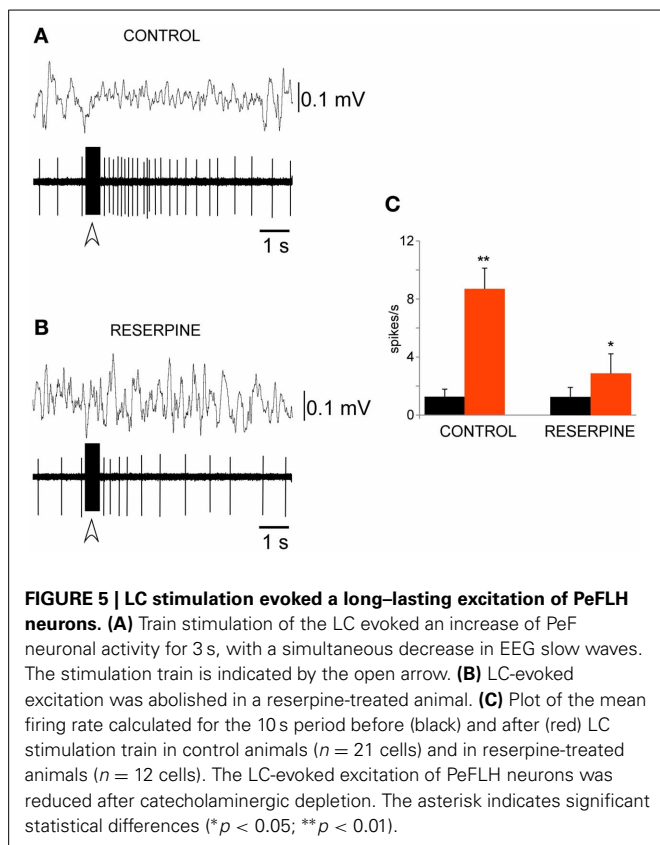 A
CONTROL
0.1 mV
1 s
C
12
**
8
spikes/s
4
*
0
CONTROL RESERPINE
B
RESERPINE
0.1 mV
1 s
FIGURE 5 | LC stimulation evoked a long–lasting excitation of PeFLH
neurons. (A) Train stimulation of the LC evoked an increase of PeF
neuronal activity for 3 s, with a simultaneous decrease in EEG slow waves.
The stimulation train is indicated by the open arrow. (B) LC-evoked
excitation was abolished in a reserpine-treated animal. (C) Plot of the mean
firing rate calculated for the 10 s period before (black) and after (red) LC
stimulation train in control animals (n = 21 cells) and in reserpine-treated
animals (n = 12 cells). The LC-evoked excitation of PeFLH neurons was
reduced after catecholaminergic depletion. The asterisk indicates significant
statistical differences (*p < 0.05; **p < 0.01).